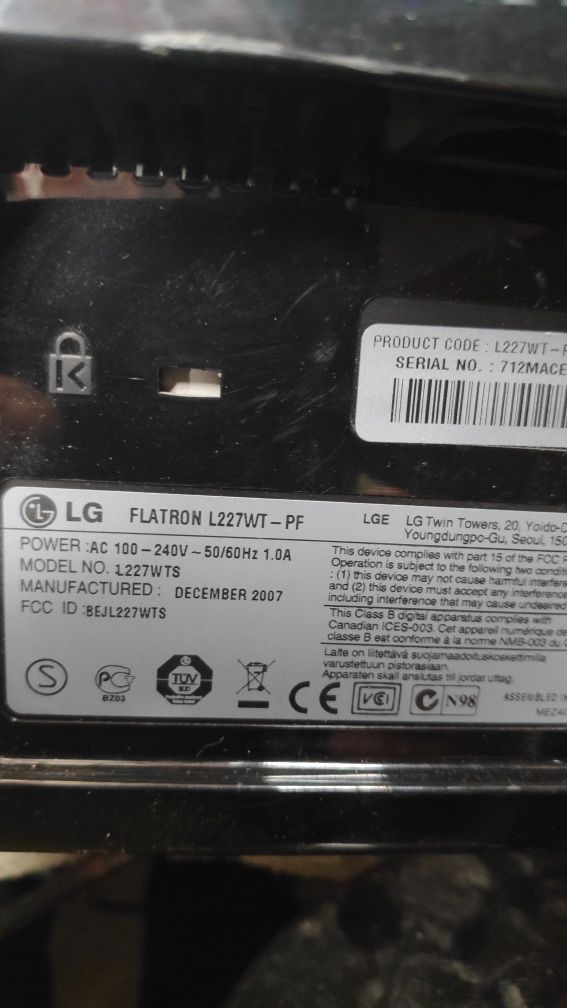 PRODUCT CODE : L227WT-
SERIAL NO. : 712MACE
LG FLATRON L227WT-PF
POWER :AC 100-240V~50/60Hz 1.0A
MODEL NO. L227WTS
MANUFACTURED : DECEMBER 2007
FCC ID :BEJL227WTS
LGE LG Twin Towers, 20, Yoido-
Youngdungpo-Gu, Seoul, 150
This device complies with part 15 of the FCC
Operation is subject to the following two
: (1) this device may not cause harmful
and (2) this device must accept any
including interference that may cause undesired
This Class B digital apparatus complies with
Canadian ICES-003. Cet appareil numérique de
classe B est conforme à la norme NMB-003 du
Laite on liitettävä suojamaadoituskoskettimilla
varustettuun pistorasiaan.
Apparaten skall anslutas till jordat uttag.
S
PC
BZ03
TÜV
CE
VCI
C N98
ASSEMBLED